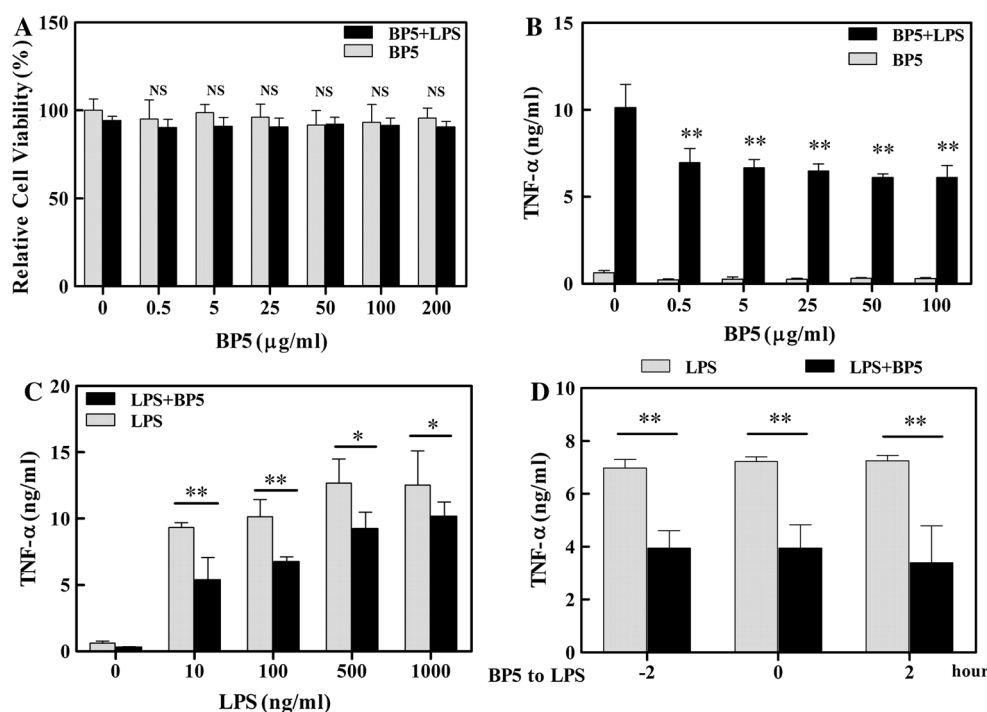 A
Relative Cell Viability (%)
150
100
50
0
BP5+LPS
BP5
NS NS NS NS NS NS
0 0.5 5 25 50 100 200
BP5 (μg/ml)
B
TNF-α (ng/ml)
15
10
5
0
BP5+LPS
BP5
** ** ** ** **
0 0.5 5 25 50 100
BP5 (μg/ml)
C
TNF-α (ng/ml)
20
15
10
5
0
LPS+BP5
LPS
** ** * *
0 10 100 500 1000
LPS (ng/ml)
LPS LPS+BP5
D
TNF-α (ng/ml)
10
8
6
4
2
0
** ** **
BP5 to LPS -2 0 2 hour